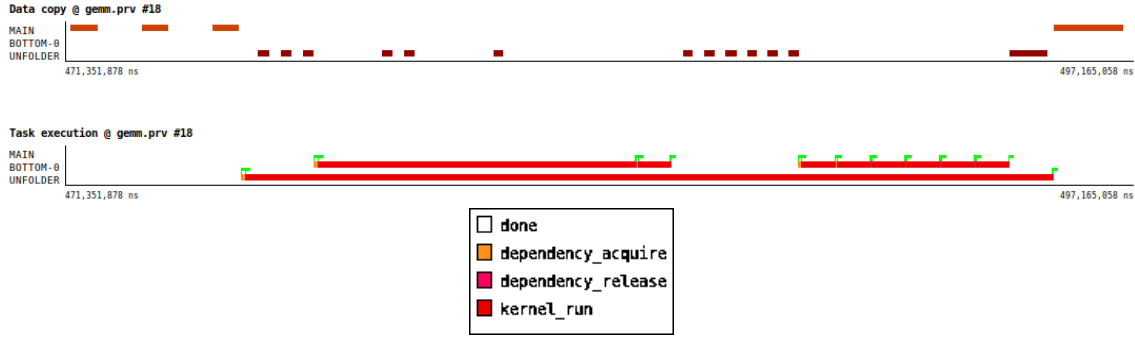 Data copy @ gemm.prv #18
MAIN
BOTTOM-0
UNFOLDER
471,351,878 ns 497,165,058 ns
Task execution @ gemm.prv #18
MAIN
BOTTOM-0
UNFOLDER
471,351,878 ns 497,165,058 ns
done
dependency_acquire
dependency_release
kernel_run